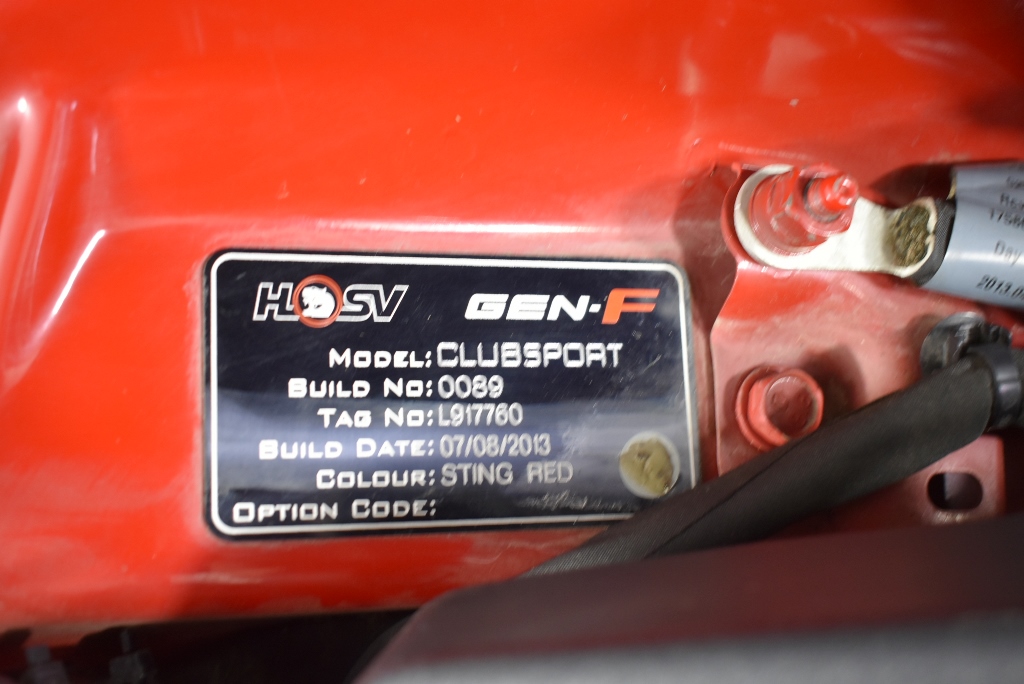 HSV GEN-F
MODEL: CLUBSPORT
BUILD NO: 0089
TAG NO: L917760
BUILD DATE: 07/08/2013
COLOUR: STING RED
OPTION CODE:
Day